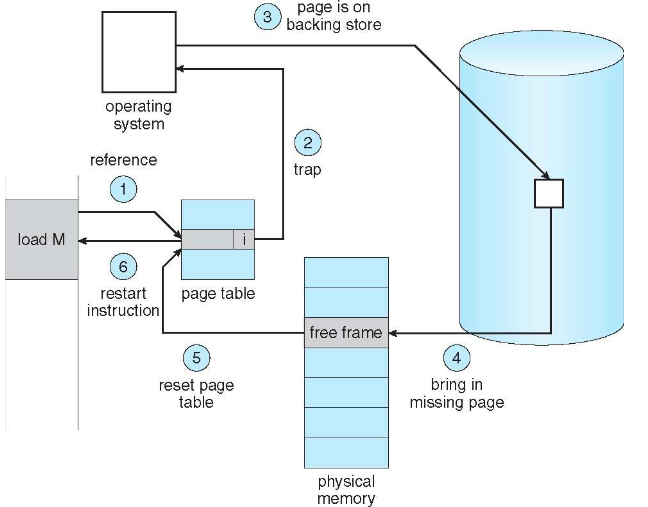 3
page is on
backing store
operating
system
2
trap
reference
1
load M
i
6
restart
instruction
page table
free frame
5
reset page
table
4
bring in
missing page
physical
memory